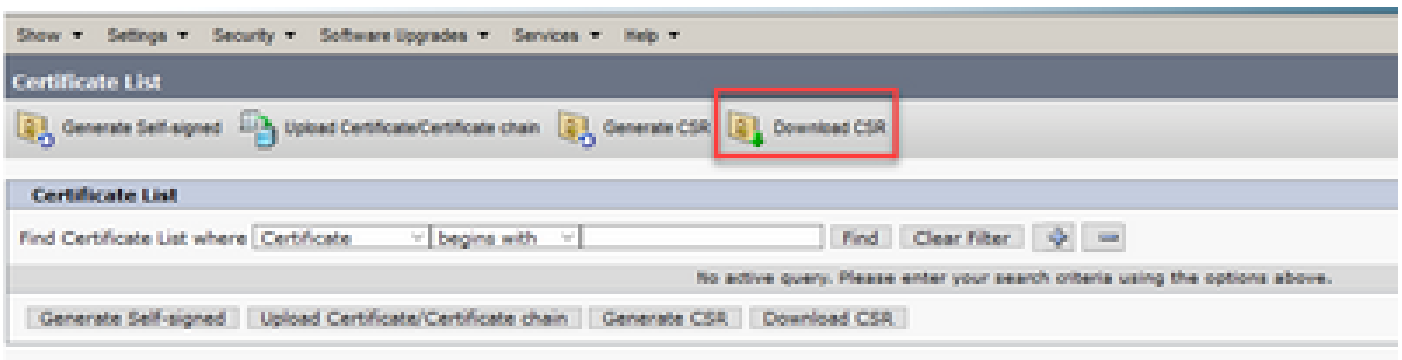 Show Settings Security Software Upgrades Services Help
Certificate List
Generate Self-signed Upload Certificate/Certificate chain Generate CSR Download CSR
Certificate List
Find Certificate List where Certificate begins with Find Clear Filter
No active query. Please enter your search criteria using the options above.
Generate Self-signed Upload Certificate/Certificate chain Generate CSR Download CSR